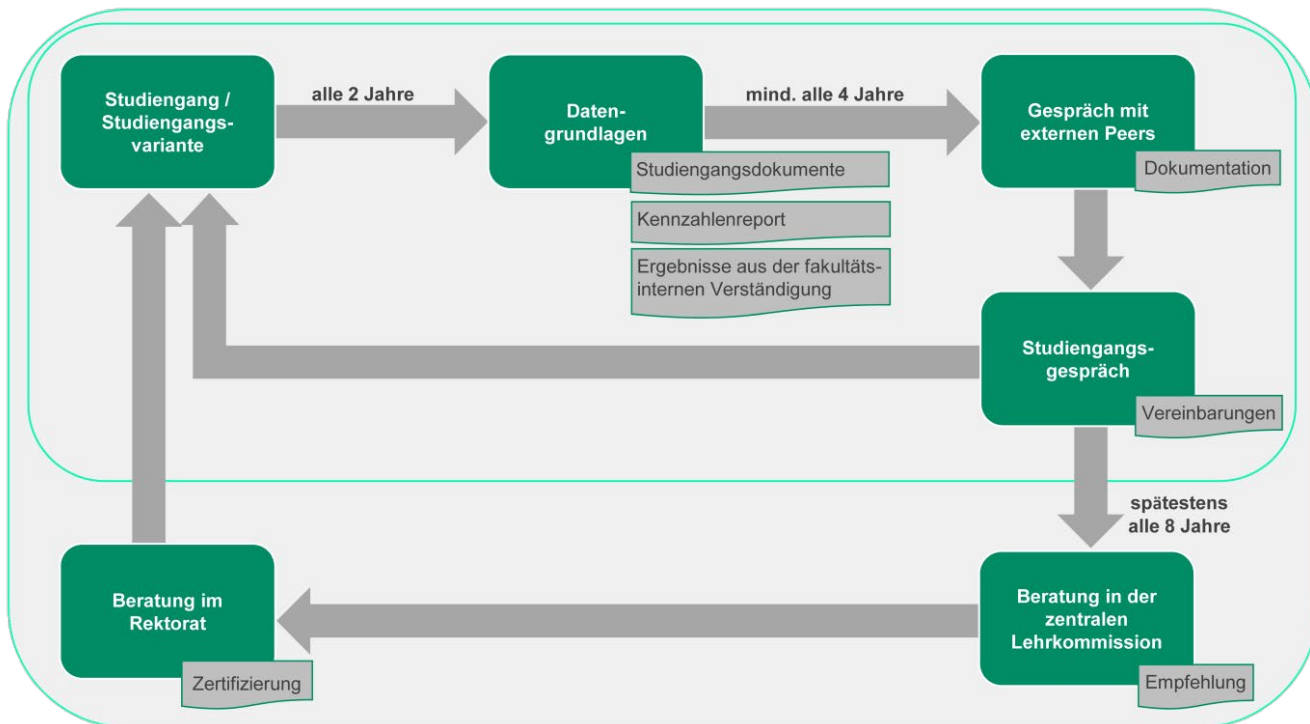 Studiengang /
Studiengangs-
variante
alle 2 Jahre
Daten-
grundlagen
Studiengangsdokumente
Kennzahlenreport
Ergebnisse aus der fakultäts-
internen Verständigung
mind. alle 4 Jahre
Gespräch mit
externen Peers
Dokumentation
Studiengangs-
gespräch
Vereinbarungen
spätestens
alle 8 Jahre
Beratung in der
zentralen
Lehrkommission
Empfehlung
Beratung im
Rektorat
Zertifizierung